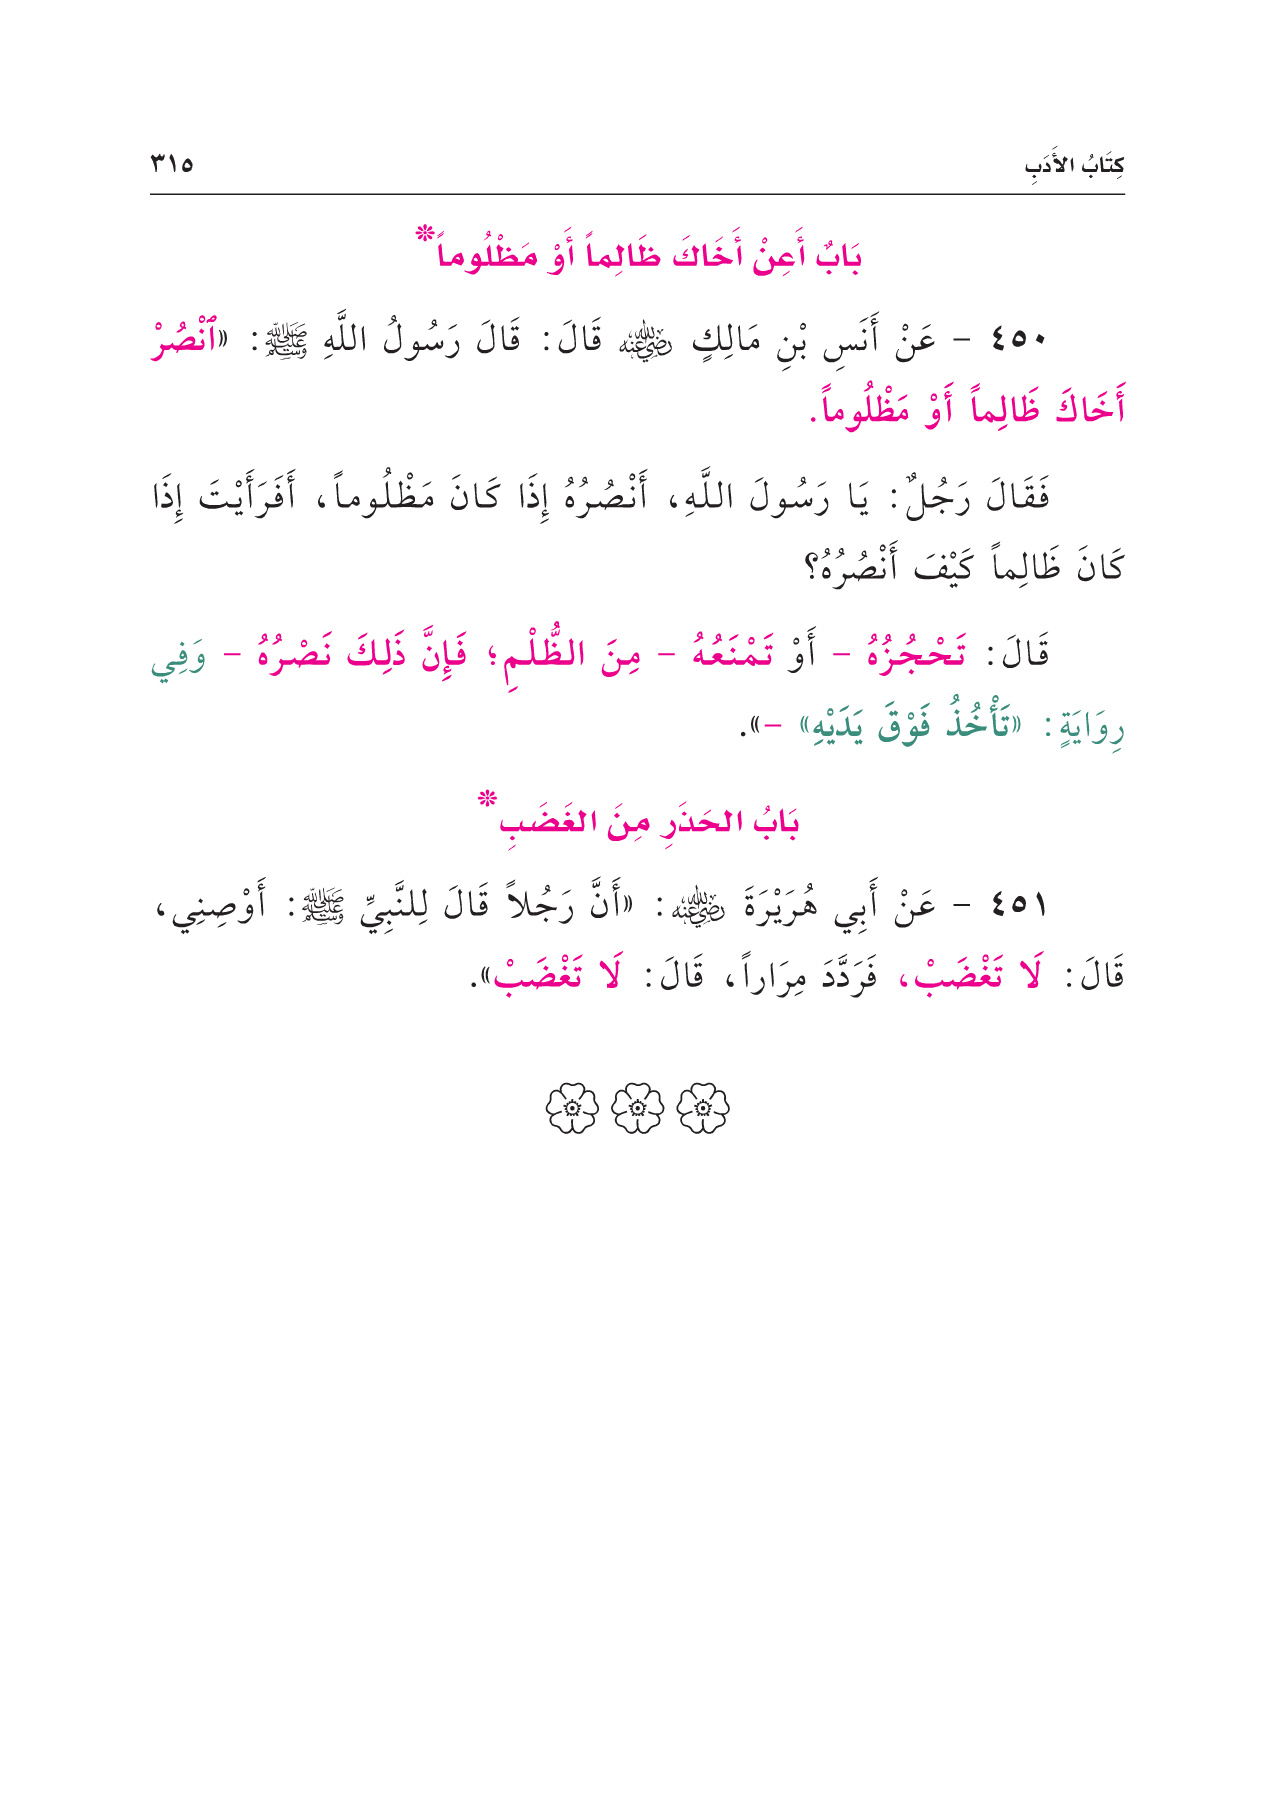 كِتَابُ الأَدَبِ ٣١٥
بَابٌ أَعِنْ أَخَاكَ ظَالِماً أَوْ مَظْلُوماً*
٤٥٠ - عَنْ أَنَسِ بْنِ مَالِكٍ رضي الله عنه قَالَ: قَالَ رَسُولُ اللَّهِ ﷺ: «ٱنْصُرْ
أَخَاكَ ظَالِماً أَوْ مَظْلُوماً.
فَقَالَ رَجُلٌ: يَا رَسُولَ اللَّهِ، أَنْصُرُهُ إِذَا كَانَ مَظْلُوماً، أَفَرَأَيْتَ إِذَا
كَانَ ظَالِماً كَيْفَ أَنْصُرُهُ؟
قَالَ: تَحْجُزُهُ - أَوْ تَمْنَعُهُ - مِنَ الظُّلْمِ؛ فَإِنَّ ذَلِكَ نَصْرُهُ - وَفِي
رِوَايَةٍ: «تَأْخُذُ فَوْقَ يَدَيْهِ» -».
بَابُ الحَذَرِ مِنَ الغَضَبِ*
٤٥١ - عَنْ أَبِي هُرَيْرَةَ رضي الله عنه: «أَنَّ رَجُلاً قَالَ لِلنَّبِيِّ ﷺ: أَوْصِنِي،
قَالَ: لَا تَغْضَبْ، فَرَدَّدَ مِرَاراً، قَالَ: لَا تَغْضَبْ».